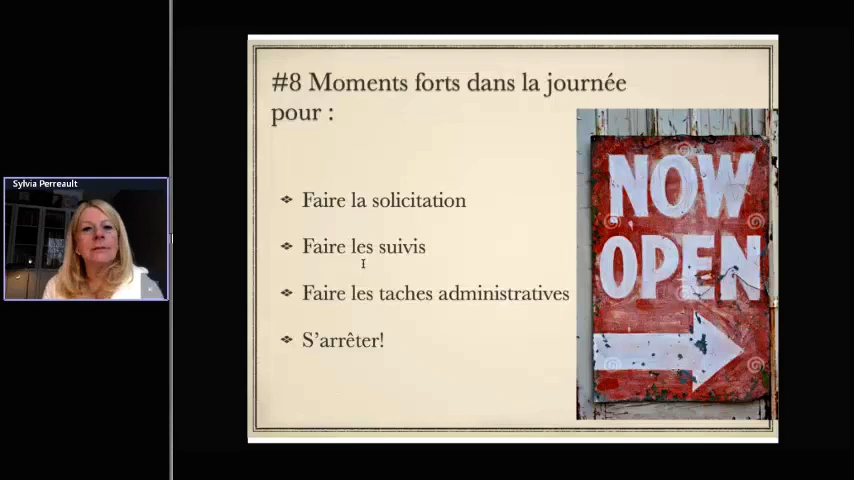 Sylvia Perreault
#8 Moments forts dans la journée
pour :
Faire la solicitation
Faire les suivis
Faire les taches administratives
S'arrêter!
NOW
OPEN